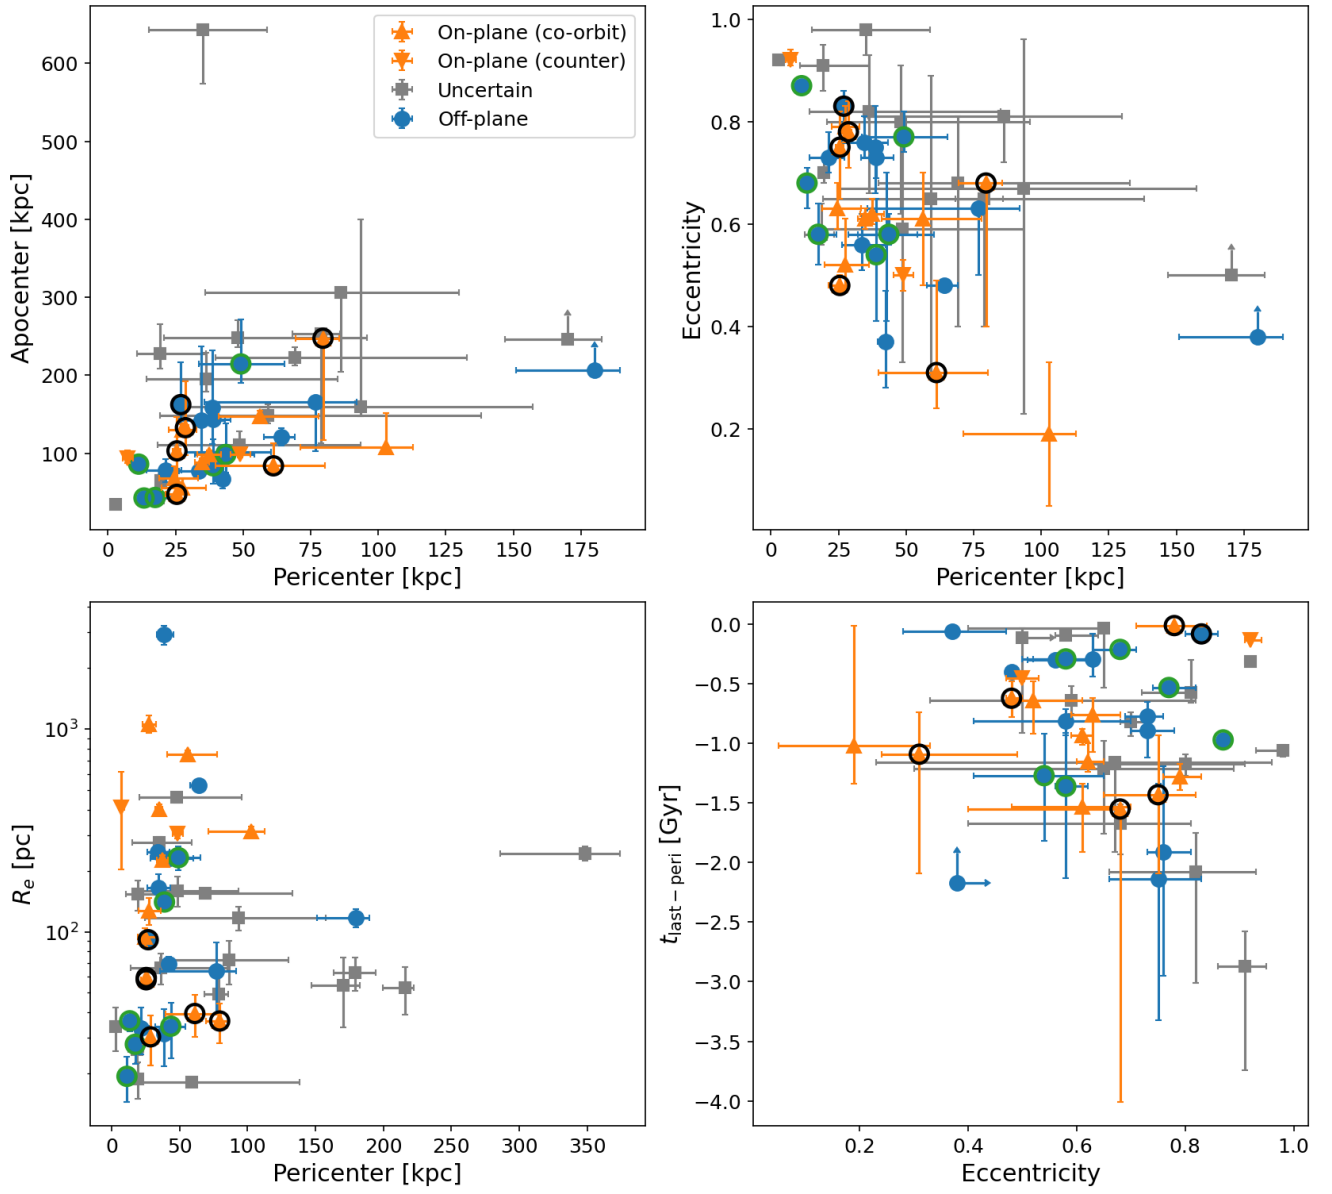 Apocenter [kpc]
600
500
400
300
200
100
0 25 50 75 100 125 150 175
Pericenter [kpc]
On-plane (co-orbit)
On-plane (counter)
Uncertain
Off-plane
Eccentricity
1.0
0.8
0.6
0.4
0.2
0 25 50 75 100 125 150 175
Pericenter [kpc]
R_e [pc]
10³
10²
0 50 100 150 200 250 300 350
Pericenter [kpc]
t_last−peri [Gyr]
0.0
−0.5
−1.0
−1.5
−2.0
−2.5
−3.0
−3.5
−4.0
0.2 0.4 0.6 0.8 1.0
Eccentricity